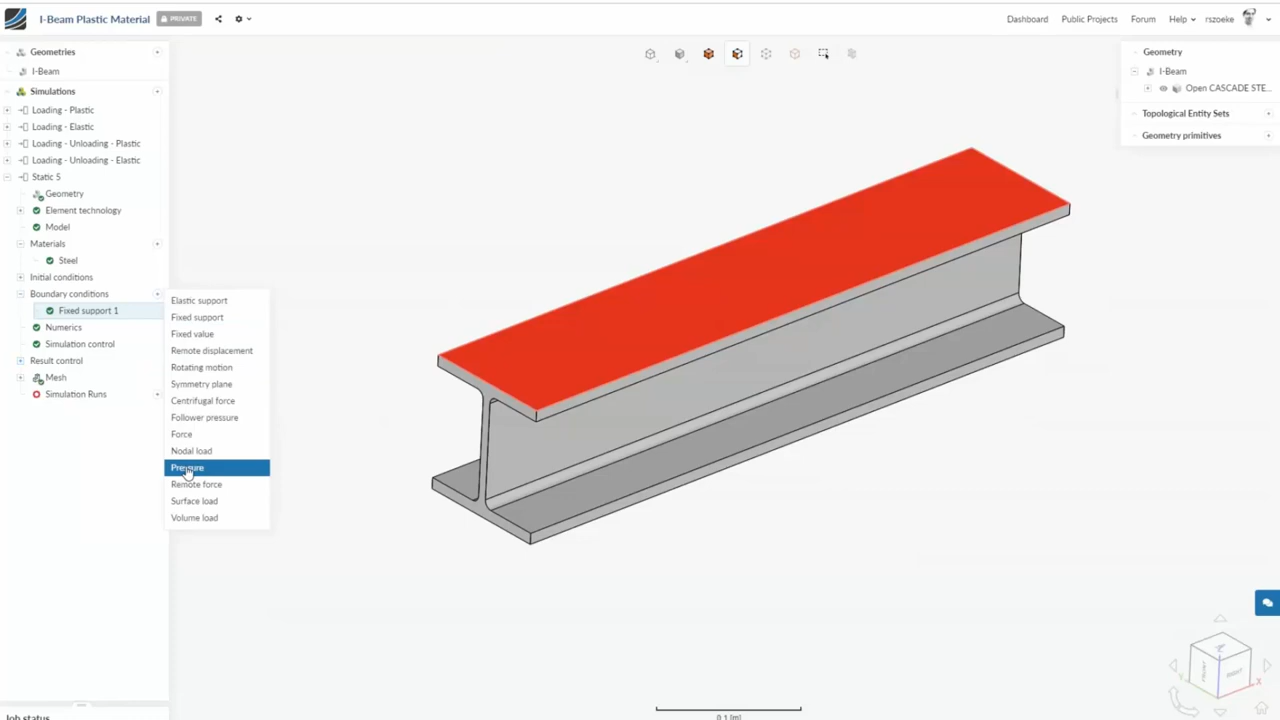 I-Beam Plastic Material
PRIVATE
Dashboard
Public Projects
Forum
Help
rszoeke
Geometries
I-Beam
Simulations
Loading - Plastic
Loading - Elastic
Loading - Unloading - Plastic
Loading - Unloading - Elastic
Static 5
Geometry
Element technology
Model
Materials
Steel
Initial conditions
Boundary conditions
Fixed support 1
Numerics
Simulation control
Result control
Mesh
Simulation Runs
Job status
Elastic support
Fixed support
Fixed value
Remote displacement
Rotating motion
Symmetry plane
Centrifugal force
Follower pressure
Force
Nodal load
Pressure
Remote force
Surface load
Volume load
Geometry
I-Beam
Open CASCADE STE...
Topological Entity Sets
Geometry primitives
0.1 [m]
FRONT
RIGHT
Z
Y
X